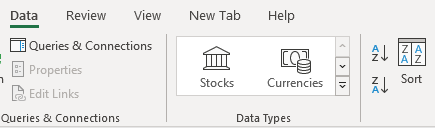 Data Review View New Tab Help
Queries & Connections
Properties
Edit Links
Queries & Connections
Stocks Currencies
Data Types
A
Z
Z
A
Z A
A Z
Sort